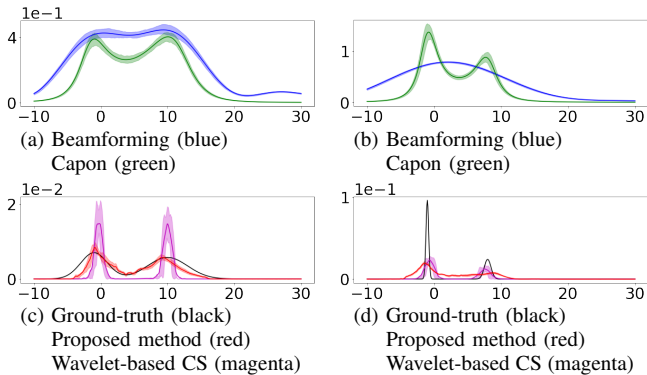 1e−1
4
0
−10 0 10 20 30
(a) Beamforming (blue)
Capon (green)
1
0
−10 0 10 20 30
(b) Beamforming (blue)
Capon (green)
1e−2
2
0
−10 0 10 20 30
(c) Ground-truth (black)
Proposed method (red)
Wavelet-based CS (magenta)
1e−1
1
0
−10 0 10 20 30
(d) Ground-truth (black)
Proposed method (red)
Wavelet-based CS (magenta)